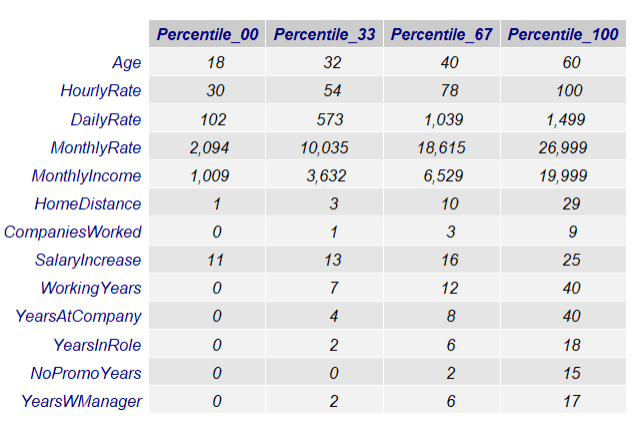 Percentile_00 Percentile_33 Percentile_67 Percentile_100
Age 18 32 40 60
HourlyRate 30 54 78 100
DailyRate 102 573 1,039 1,499
MonthlyRate 2,094 10,035 18,615 26,999
MonthlyIncome 1,009 3,632 6,529 19,999
HomeDistance 1 3 10 29
CompaniesWorked 0 1 3 9
SalaryIncrease 11 13 16 25
WorkingYears 0 7 12 40
YearsAtCompany 0 4 8 40
YearsInRole 0 2 6 18
NoPromoYears 0 0 2 15
YearsWManager 0 2 6 17